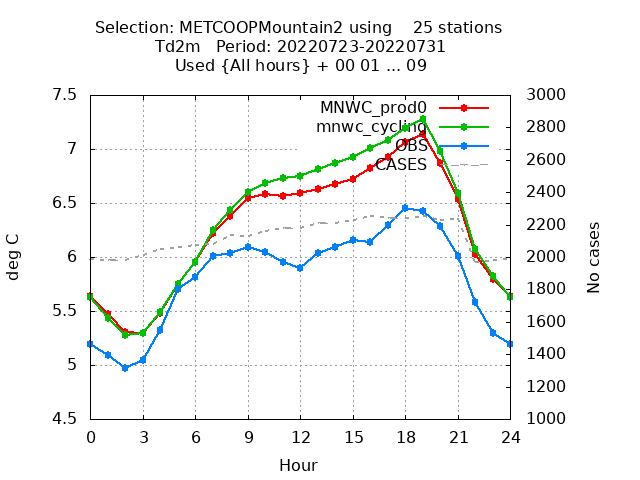 Selection: METCOOPMountain2 using    25 stations
Td2m   Period: 20220723-20220731
Used {All hours} + 00 01 ... 09
7.5
7
6.5
6
5.5
5
4.5
deg C
3000
2800
2600
2400
2200
2000
1800
1600
1400
1200
1000
No cases
MNWC_prod0
mnwc_cycling
OBS
CASES
0 3 6 9 12 15 18 21 24
Hour